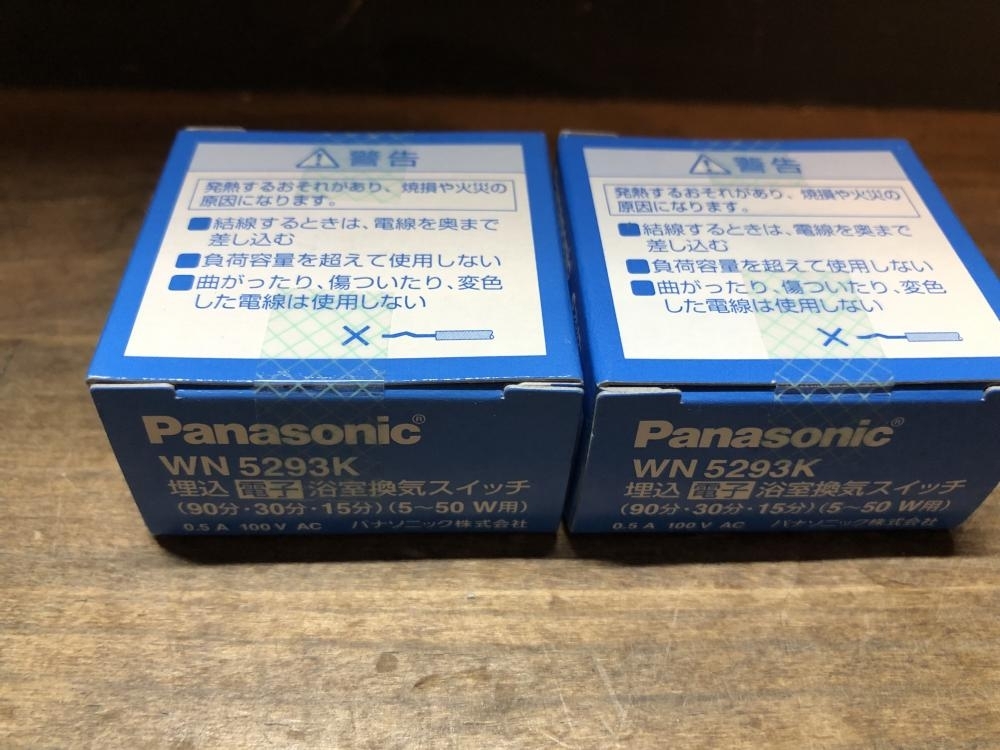 警告
発熱するおそれがあり、焼損や火災の
原因になります。
■結線するときは、電線を奥まで
差し込む
■負荷容量を超えて使用しない
■曲がったり、傷ついたり、変色
した電線は使用しない
Panasonic®
WN 5293K
埋込 電子 浴室換気スイッチ
(90分・30分・15分)(5～50 W用)
0.5 A 100 V AC パナソニック株式会社
警告
発熱するおそれがあり、焼損や火災の
原因になります。
■結線するときは、電線を奥まで
差し込む
■負荷容量を超えて使用しない
■曲がったり、傷ついたり、変色
した電線は使用しない
Panasonic®
WN 5293K
埋込 電子 浴室換気スイッチ
(90分・30分・15分)(5～50 W用)
0.5 A 100 V AC パナソニック株式会社